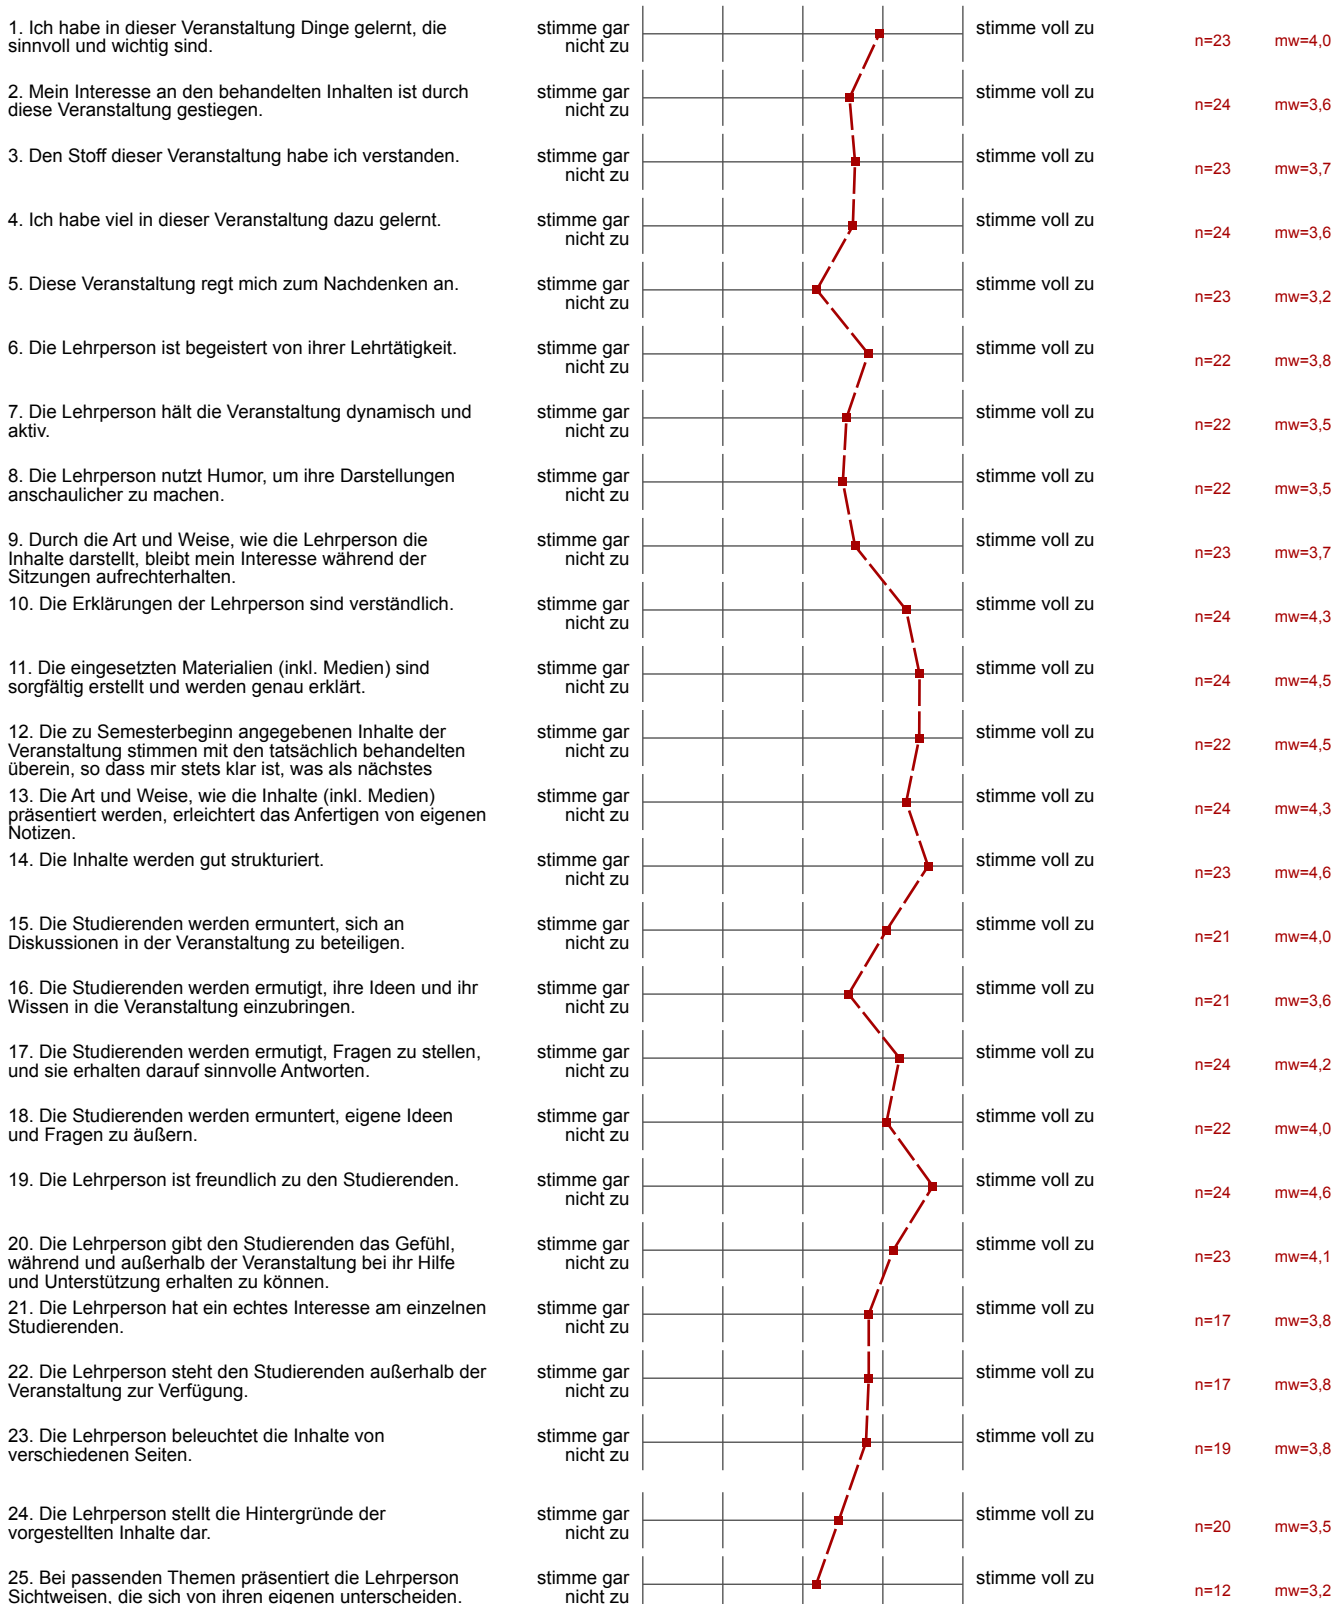 1. Ich habe in dieser Veranstaltung Dinge gelernt, die
sinnvoll und wichtig sind.
stimme gar
nicht zu
stimme voll zu
n=23
mw=4,0
2. Mein Interesse an den behandelten Inhalten ist durch
diese Veranstaltung gestiegen.
stimme gar
nicht zu
stimme voll zu
n=24
mw=3,6
3. Den Stoff dieser Veranstaltung habe ich verstanden.
stimme gar
nicht zu
stimme voll zu
n=23
mw=3,7
4. Ich habe viel in dieser Veranstaltung dazu gelernt.
stimme gar
nicht zu
stimme voll zu
n=24
mw=3,6
5. Diese Veranstaltung regt mich zum Nachdenken an.
stimme gar
nicht zu
stimme voll zu
n=23
mw=3,2
6. Die Lehrperson ist begeistert von ihrer Lehrtätigkeit.
stimme gar
nicht zu
stimme voll zu
n=22
mw=3,8
7. Die Lehrperson hält die Veranstaltung dynamisch und
aktiv.
stimme gar
nicht zu
stimme voll zu
n=22
mw=3,5
8. Die Lehrperson nutzt Humor, um ihre Darstellungen
anschaulicher zu machen.
stimme gar
nicht zu
stimme voll zu
n=22
mw=3,5
9. Durch die Art und Weise, wie die Lehrperson die
Inhalte darstellt, bleibt mein Interesse während der
Sitzungen aufrechterhalten.
stimme gar
nicht zu
stimme voll zu
n=23
mw=3,7
10. Die Erklärungen der Lehrperson sind verständlich.
stimme gar
nicht zu
stimme voll zu
n=24
mw=4,3
11. Die eingesetzten Materialien (inkl. Medien) sind
sorgfältig erstellt und werden genau erklärt.
stimme gar
nicht zu
stimme voll zu
n=24
mw=4,5
12. Die zu Semesterbeginn angegebenen Inhalte der
Veranstaltung stimmen mit den tatsächlich behandelten
überein, so dass mir stets klar ist, was als nächstes
stimme gar
nicht zu
stimme voll zu
n=22
mw=4,5
13. Die Art und Weise, wie die Inhalte (inkl. Medien)
präsentiert werden, erleichtert das Anfertigen von eigenen
Notizen.
stimme gar
nicht zu
stimme voll zu
n=24
mw=4,3
14. Die Inhalte werden gut strukturiert.
stimme gar
nicht zu
stimme voll zu
n=23
mw=4,6
15. Die Studierenden werden ermuntert, sich an
Diskussionen in der Veranstaltung zu beteiligen.
stimme gar
nicht zu
stimme voll zu
n=21
mw=4,0
16. Die Studierenden werden ermutigt, ihre Ideen und ihr
Wissen in die Veranstaltung einzubringen.
stimme gar
nicht zu
stimme voll zu
n=21
mw=3,6
17. Die Studierenden werden ermutigt, Fragen zu stellen,
und sie erhalten darauf sinnvolle Antworten.
stimme gar
nicht zu
stimme voll zu
n=24
mw=4,2
18. Die Studierenden werden ermuntert, eigene Ideen
und Fragen zu äußern.
stimme gar
nicht zu
stimme voll zu
n=22
mw=4,0
19. Die Lehrperson ist freundlich zu den Studierenden.
stimme gar
nicht zu
stimme voll zu
n=24
mw=4,6
20. Die Lehrperson gibt den Studierenden das Gefühl,
während und außerhalb der Veranstaltung bei ihr Hilfe
und Unterstützung erhalten zu können.
stimme gar
nicht zu
stimme voll zu
n=23
mw=4,1
21. Die Lehrperson hat ein echtes Interesse am einzelnen
Studierenden.
stimme gar
nicht zu
stimme voll zu
n=17
mw=3,8
22. Die Lehrperson steht den Studierenden außerhalb der
Veranstaltung zur Verfügung.
stimme gar
nicht zu
stimme voll zu
n=17
mw=3,8
23. Die Lehrperson beleuchtet die Inhalte von
verschiedenen Seiten.
stimme gar
nicht zu
stimme voll zu
n=19
mw=3,8
24. Die Lehrperson stellt die Hintergründe der
vorgestellten Inhalte dar.
stimme gar
nicht zu
stimme voll zu
n=20
mw=3,5
25. Bei passenden Themen präsentiert die Lehrperson
Sichtweisen, die sich von ihren eigenen unterscheiden.
stimme gar
nicht zu
stimme voll zu
n=12
mw=3,2